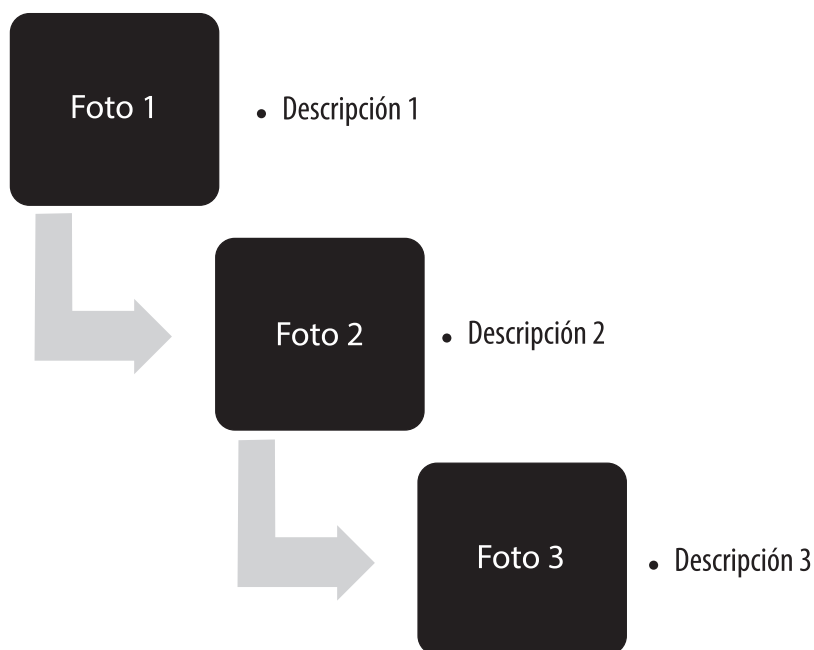 Foto 1
• Descripción 1
Foto 2
• Descripción 2
Foto 3
• Descripción 3